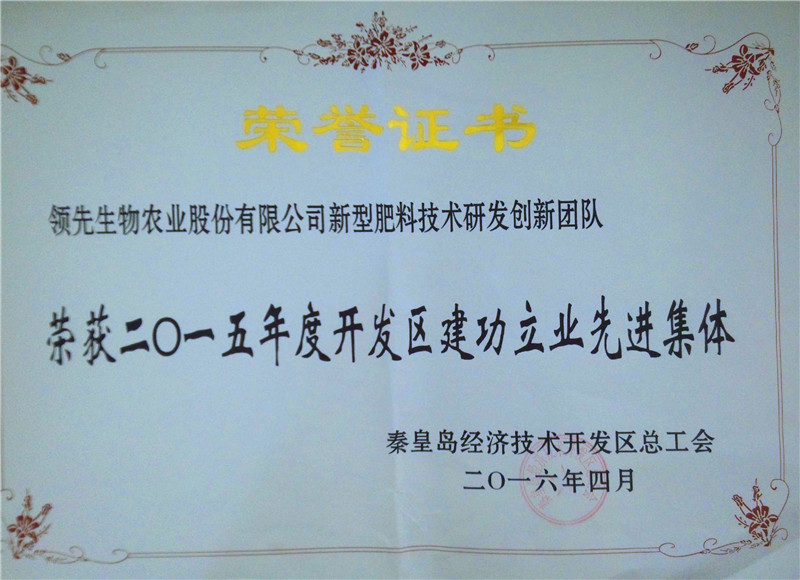 荣誉证书
领先生物农业股份有限公司新型肥料技术研发创新团队
荣获二〇一五年度开发区建功立业先进集体
秦皇岛经济技术开发区总工会
二〇一六年四月